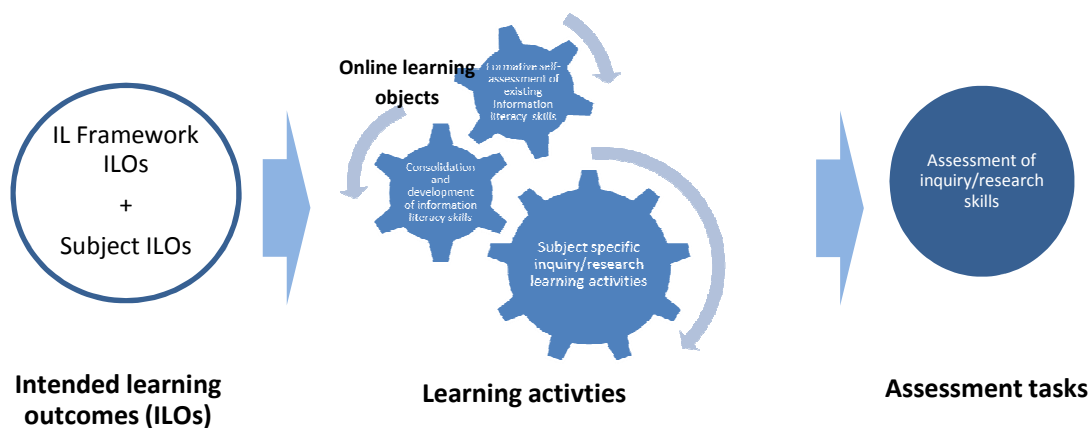 IL Framework
ILOs
+
Subject ILOs
Intended learning
outcomes (ILOs)
Online learning
objects
Formative self-
assessment of
existing
information
literacy skills
Consolidation
and
development
of information
literacy skills
Subject specific
inquiry/research
learning activities
Learning activties
Assessment of
inquiry/research
skills
Assessment tasks